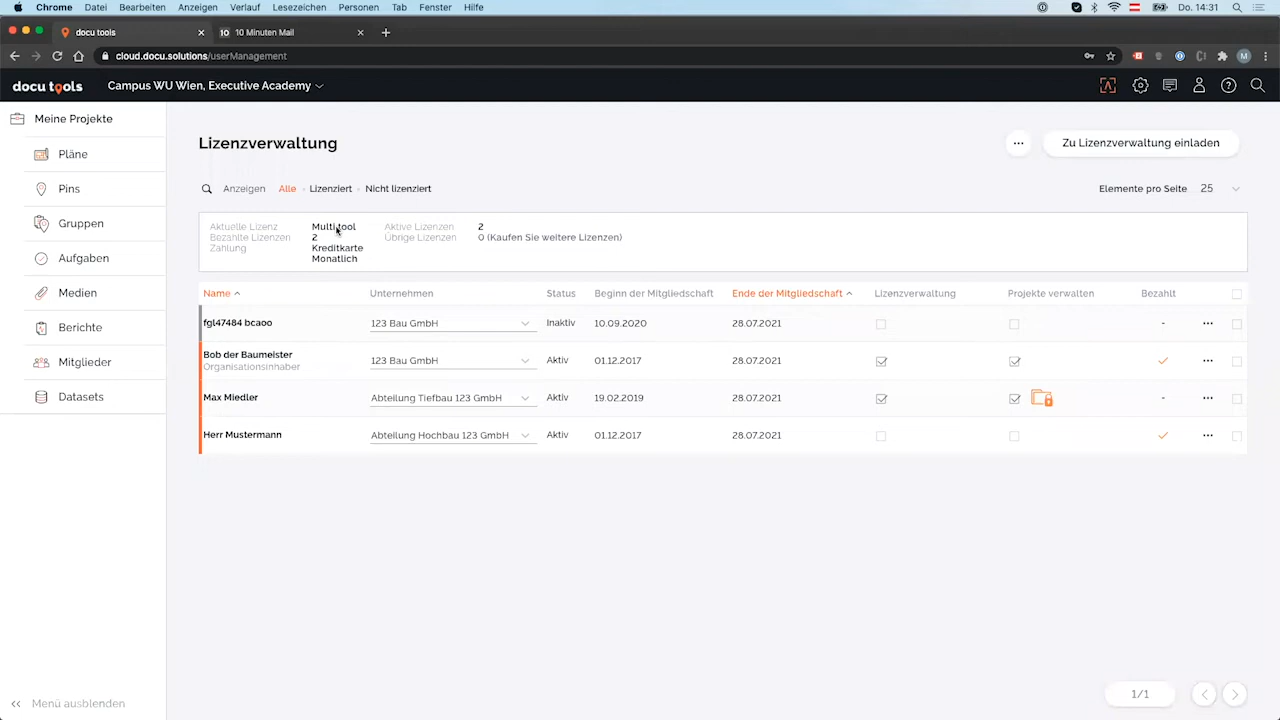 Chrome Datei Bearbeiten Anzeigen Verlauf Lesezeichen Personen Tab Fenster Hilfe Do. 14:31
docu tools
10 10 Minuten Mail
cloud.docu.solutions/userManagement M
docu tools Campus WU Wien, Executive Academy
Meine Projekte
Pläne
Pins
Gruppen
Aufgaben
Medien
Berichte
Mitglieder
Datasets
Menü ausblenden
Lizenzverwaltung
Zu Lizenzverwaltung einladen
Anzeigen Alle Lizenziert Nicht lizenziert Elemente pro Seite 25
Aktuelle Lizenz Multitool Aktive Lizenzen 2
Bezahlte Lizenzen 2 Übrige Lizenzen 0 (Kaufen Sie weitere Lizenzen)
Zahlung Kreditkarte
Monatlich
Name Unternehmen Status Beginn der Mitgliedschaft Ende der Mitgliedschaft Lizenzverwaltung Projekte verwalten Bezahlt
fgl47484 bcaoo 123 Bau GmbH Inaktiv 10.09.2020 28.07.2021 -
Bob der Baumeister 123 Bau GmbH Aktiv 01.12.2017 28.07.2021
Organisationsinhaber
Max Miedler Abteilung Tiefbau 123 GmbH Aktiv 19.02.2019 28.07.2021 -
Herr Mustermann Abteilung Hochbau 123 GmbH Aktiv 01.12.2017 28.07.2021
1/1